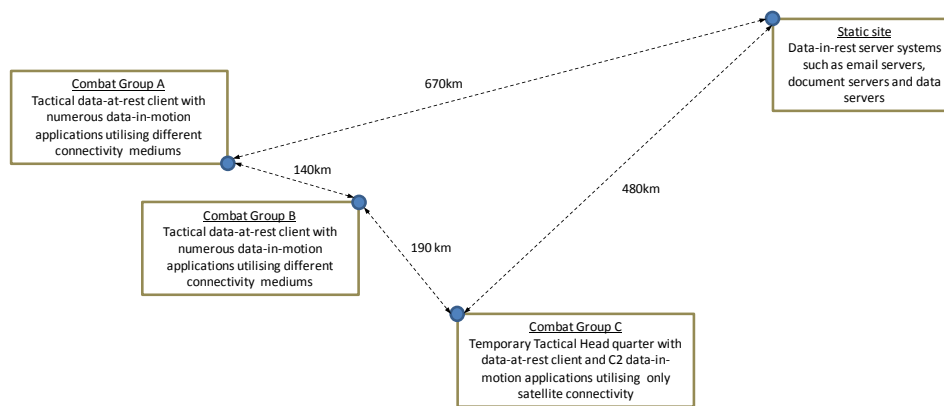 Static site
Data-in-rest server systems
such as email servers,
document servers and data
servers
Combat Group A
Tactical data-at-rest client with
numerous data-in-motion
applications utilising different
connectivity mediums
670km
140km
480km
Combat Group B
Tactical data-at-rest client with
numerous data-in-motion
applications utilising different
connectivity mediums
190 km
Combat Group C
Temporary Tactical Head quarter with
data-at-rest client and C2 data-in-
motion applications utilising only
satellite connectivity